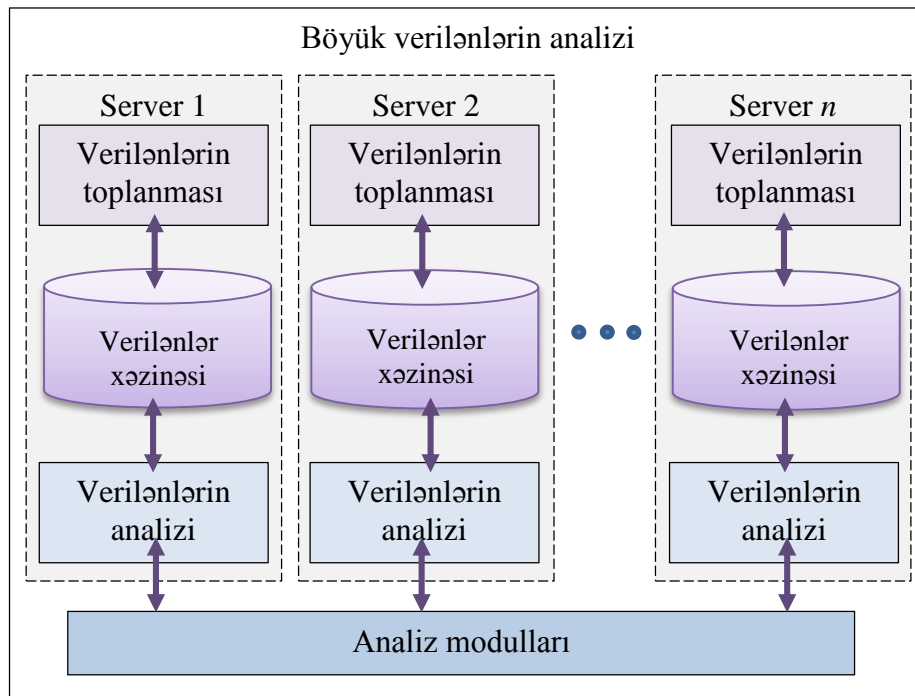 Böyük verilənlərin analizi
Server 1
Verilənlərin
toplanması
Verilənlər
xəzinəsi
Verilənlərin
analizi
Server 2
Verilənlərin
toplanması
Verilənlər
xəzinəsi
Verilənlərin
analizi
Server n
Verilənlərin
toplanması
Verilənlər
xəzinəsi
Verilənlərin
analizi
Analiz modulları